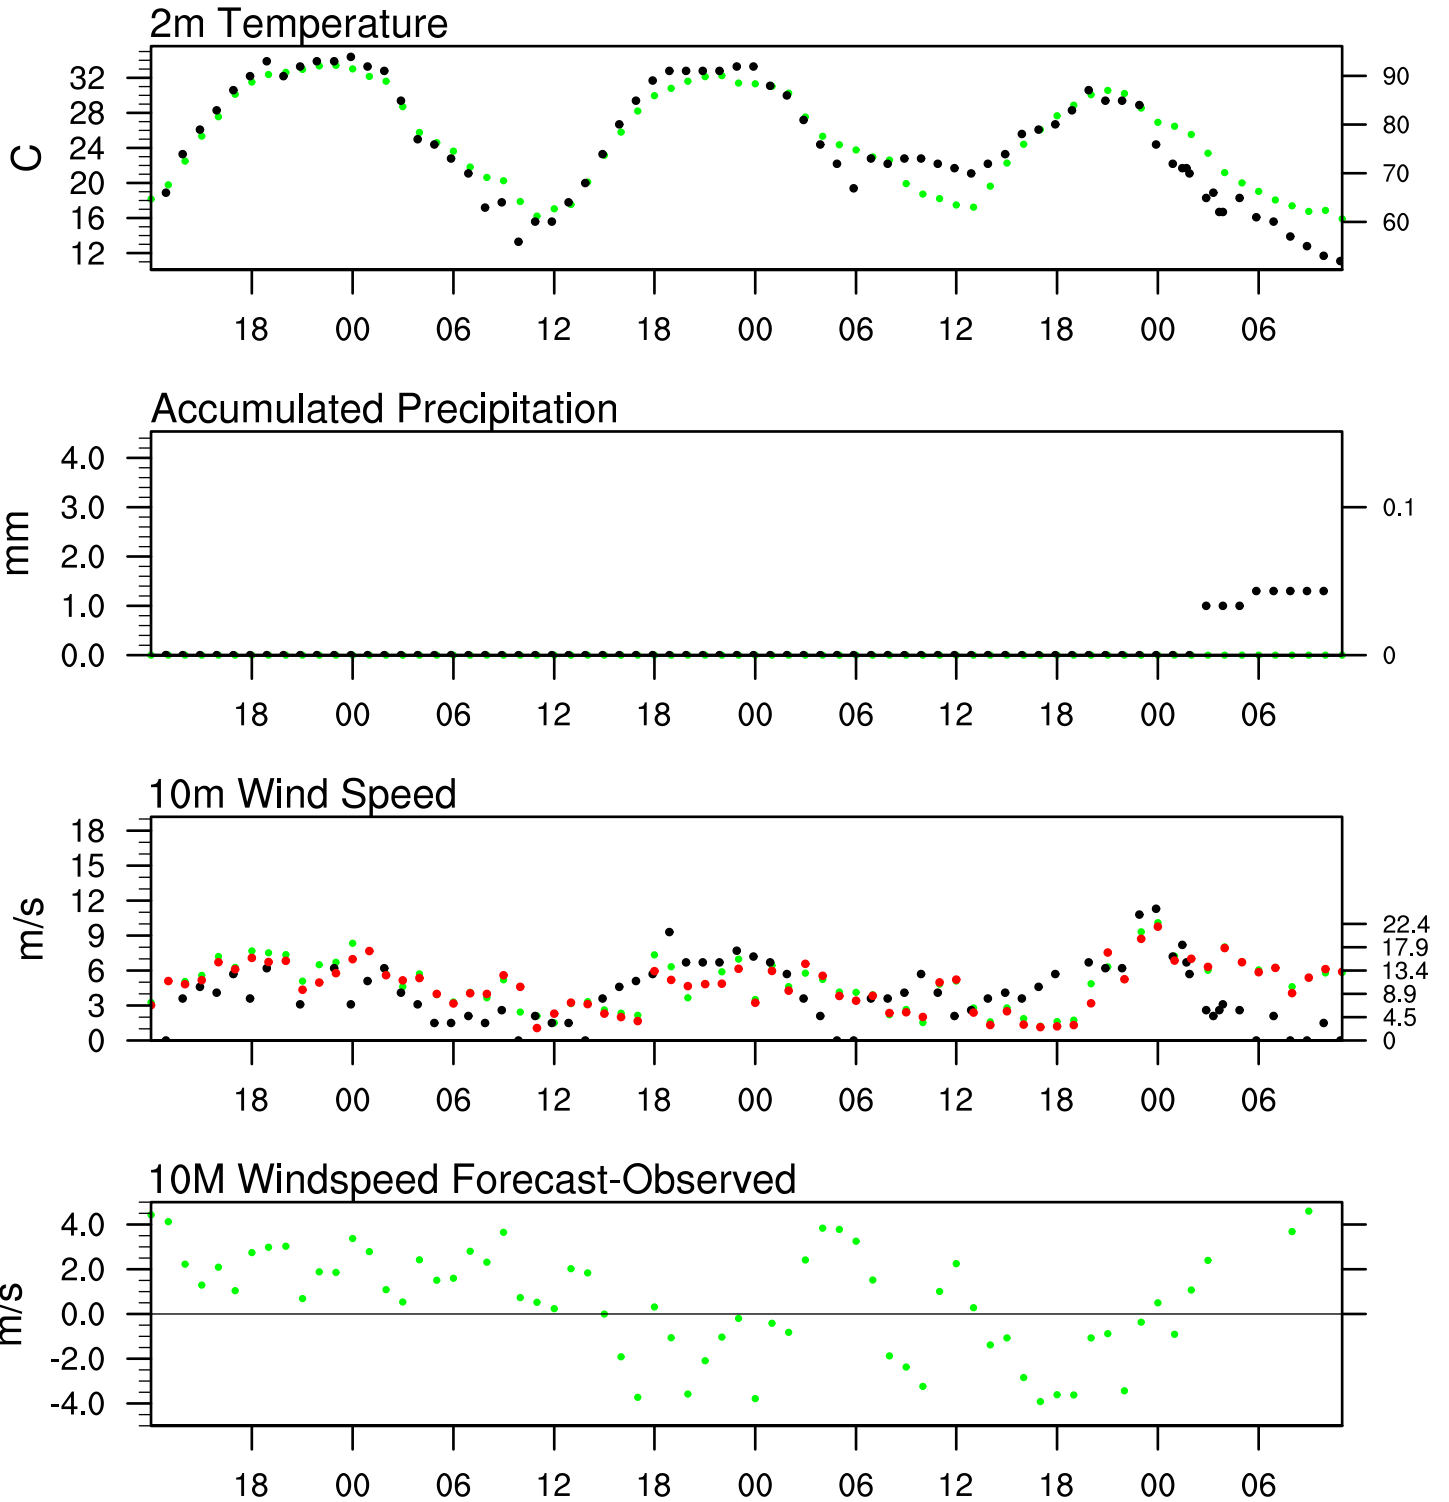 2m Temperature
C
32
28
24
20
16
12
90
80
70
60
18 00 06 12 18 00 06 12 18 00 06
Accumulated Precipitation
mm
4.0
3.0
2.0
1.0
0.0
0.1
0
18 00 06 12 18 00 06 12 18 00 06
10m Wind Speed
m/s
18
15
12
9
6
3
0
22.4
17.9
13.4
8.9
4.5
0
18 00 06 12 18 00 06 12 18 00 06
10M Windspeed Forecast-Observed
m/s
4.0
2.0
0.0
-2.0
-4.0
18 00 06 12 18 00 06 12 18 00 06